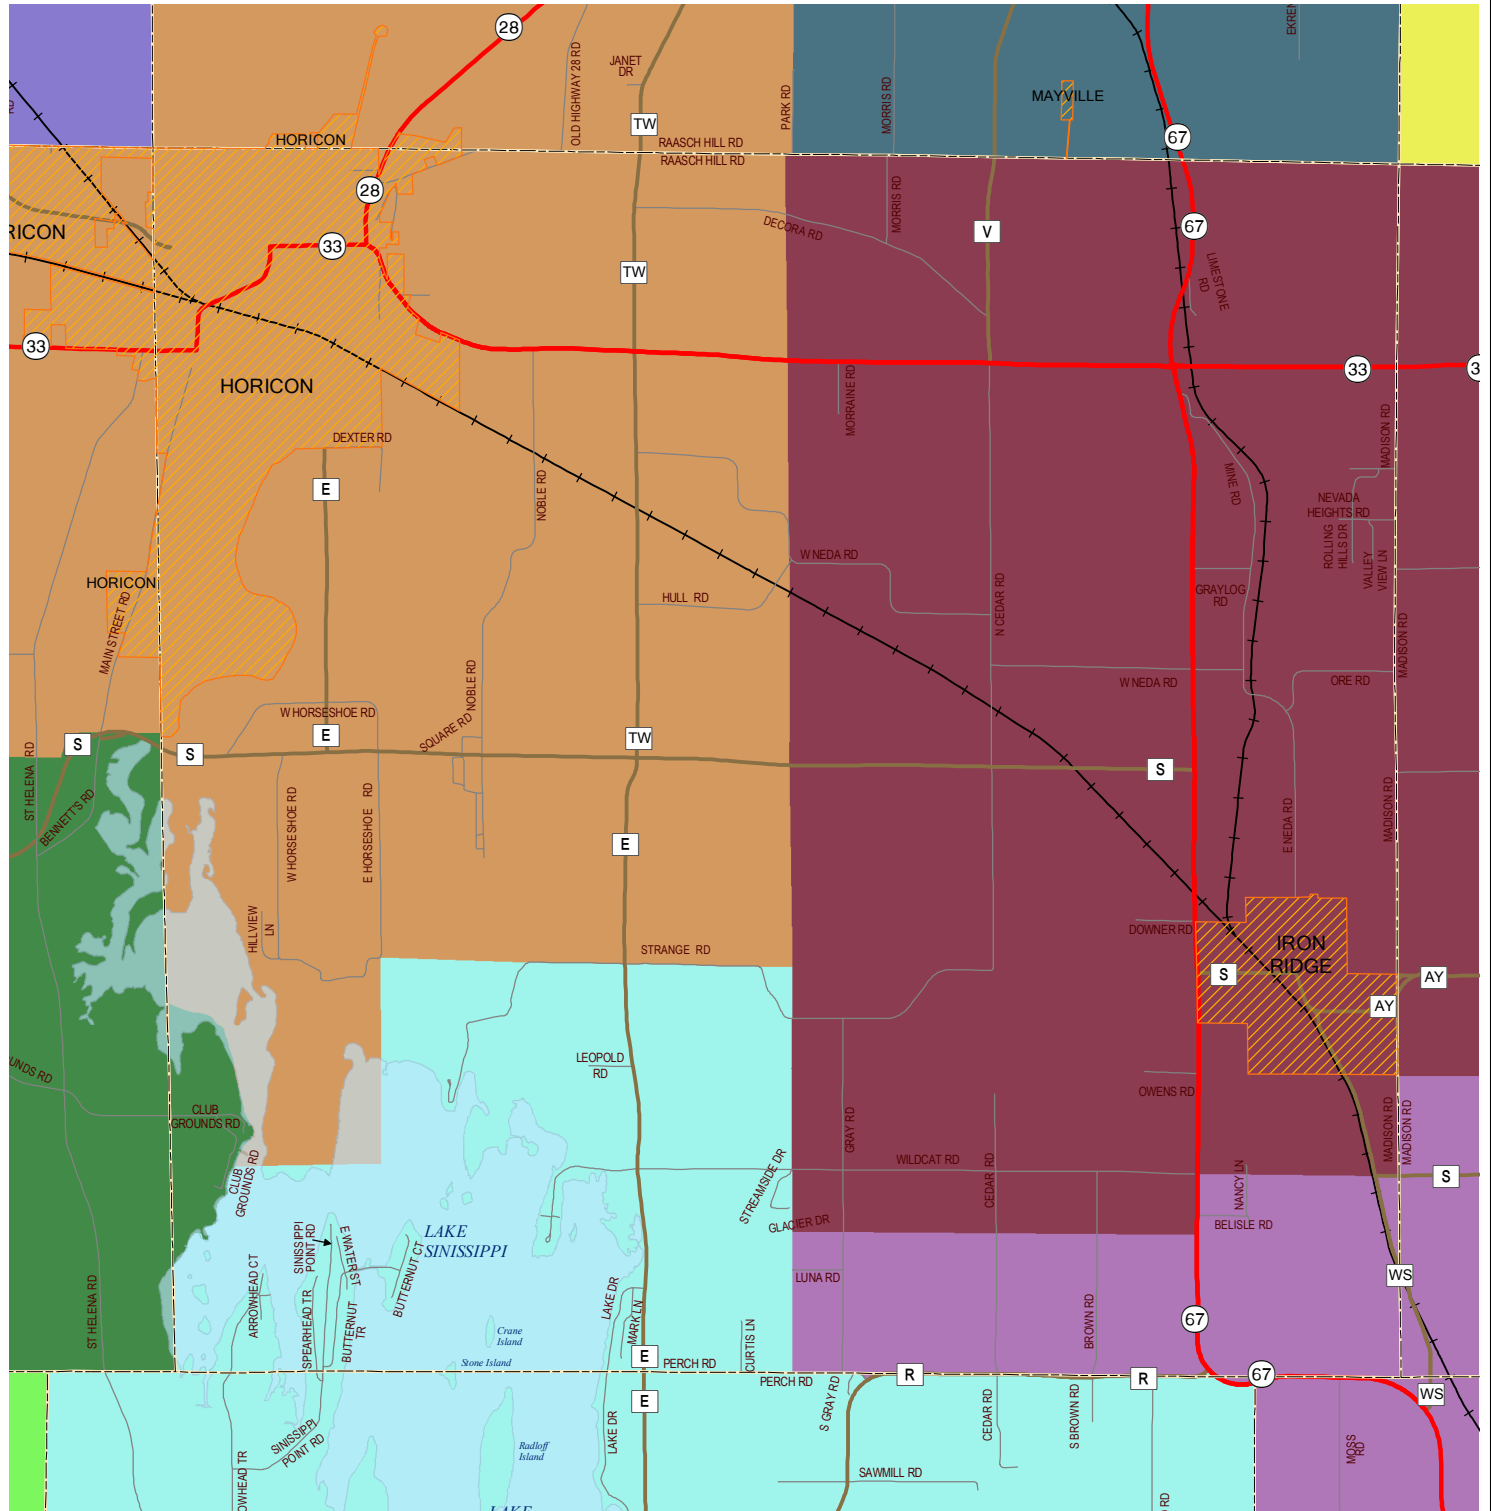 28
OLD HIGHWAY 28 RD
JANET
DR
TW
PARK RD
MORRIS RD
MAYVILLE
67
EKREN
RD
HORICON
RAASCH HILL RD
RAASCH HILL RD
28
MORRIS RD
DECORA RD
V
67
RICON
33
TW
LIMESTONE
RD
33
33
3
HORICON
MORRAINE RD
MADISON RD
DEXTER RD
E
NOBLE RD
MINE RD
NEVADA
HEIGHTS RD
ROLLING
HILLS DR
VALLEY
VIEW LN
W NEDA RD
HORICON
MAIN STREET RD
HULL RD
N CEDAR RD
GRAYLOG
RD
MADISON RD
NOBLE RD
W NEDA RD
ORE RD
W HORSESHOE RD
SQUARE RD
E
S
S
TW
S
ST HELENA RD
BENNETT'S RD
W HORSESHOE RD
E HORSESHOE RD
E
E NEDA RD
MADISON RD
HILLVIEW
LN
STRANGE RD
DOWNER RD
IRON
RIDGE
S
AY
AY
LEOPOLD
RD
UNDS RD
OWENS RD
CLUB
GROUNDS RD
GRAY RD
MADISON RD
MADISON RD
CLUB
GROUNDS RD
STREAMSIDE DR
WILDCAT RD
CEDAR RD
NANCY LN
S
GLACIER DR
BELISLE RD
SINISSIPPI
POINT RD
E WATER ST
LAKE
SINISSIPPI
BUTTERNUT CT
ARROWHEAD CT
SPEARHEAD TR
BUTTERNUT
TR
LUNA RD
WS
ST HELENA RD
LAKE DR
MARK LN
BROWN RD
67
Crane
Island
CURTIS LN
Stone Island
E
PERCH RD
PERCH RD
R
R
67
E
S GRAY RD
CEDAR RD
S BROWN RD
WS
SINISSIPPI
POINT RD
LAKE DR
Radloff
Island
MOSS
RD
SAWMILL RD
OWHEAD TR
LAKE
RD